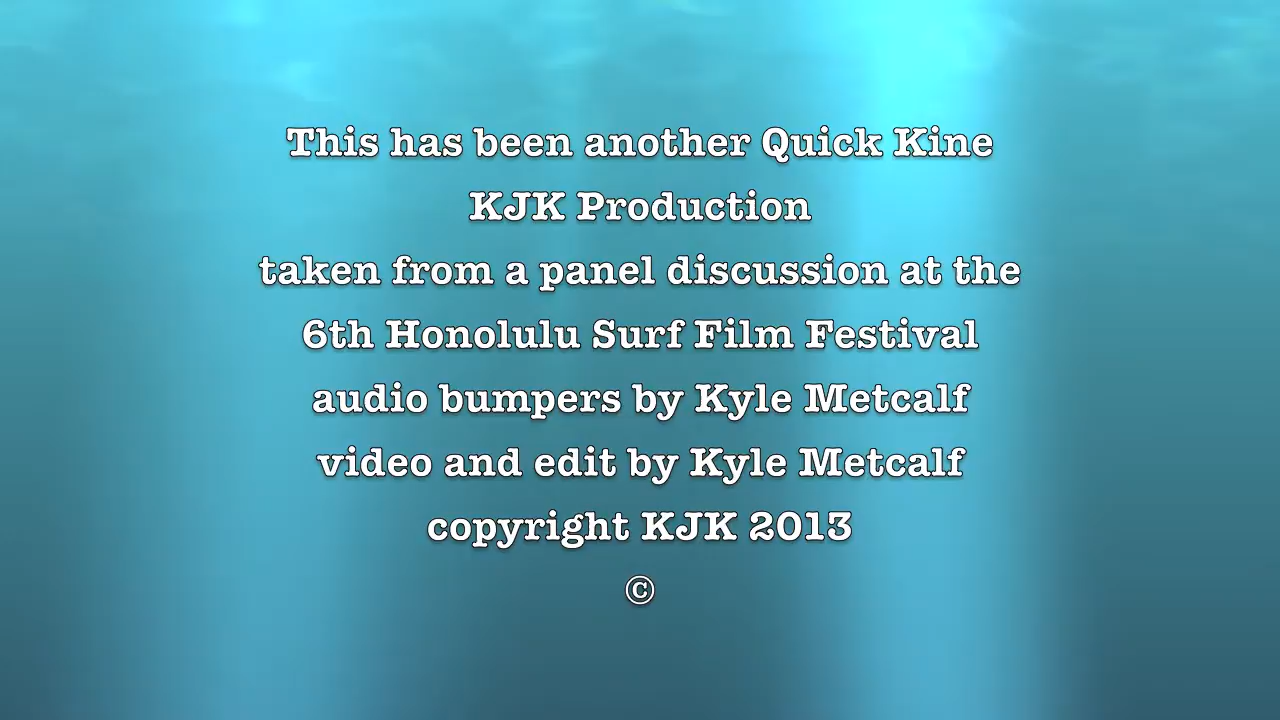 This has been another Quick Kine
KJK Production
taken from a panel discussion at the
6th Honolulu Surf Film Festival
audio bumpers by Kyle Metcalf
video and edit by Kyle Metcalf
copyright KJK 2013
©